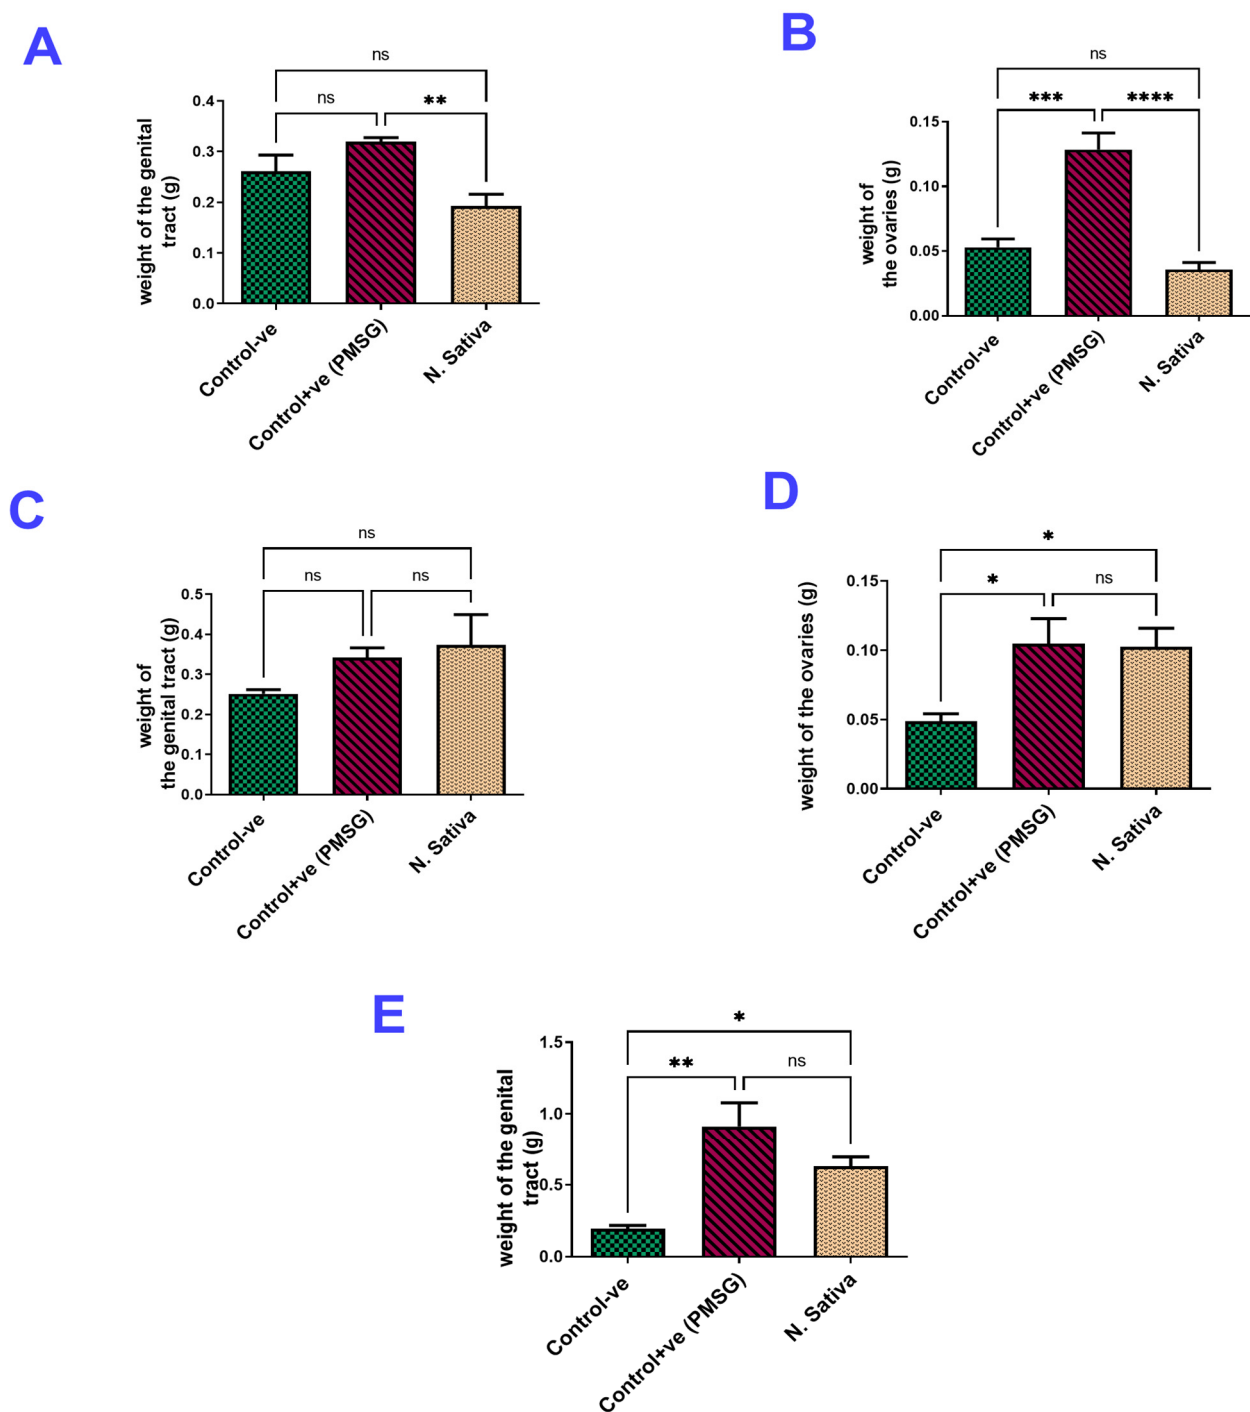 A
ns
ns
**
weight of the genital
tract (g)
0.4
0.3
0.2
0.1
0.0
Control-ve
Control+ve (PMSG)
N. Sativa
B
ns
***
****
weight of
the ovaries (g)
0.15
0.10
0.05
0.00
Control-ve
Control+ve (PMSG)
N. Sativa
C
ns
ns
ns
weight of
the genital tract (g)
0.5
0.4
0.3
0.2
0.1
0.0
Control-ve
Control+ve (PMSG)
N. Sativa
D
*
*
ns
weight of the ovaries (g)
0.15
0.10
0.05
0.00
Control-ve
Control+ve (PMSG)
N. Sativa
E
*
**
ns
weight of the genital
tract (g)
1.5
1.0
0.5
0.0
Control-ve
Control+ve (PMSG)
N. Sativa